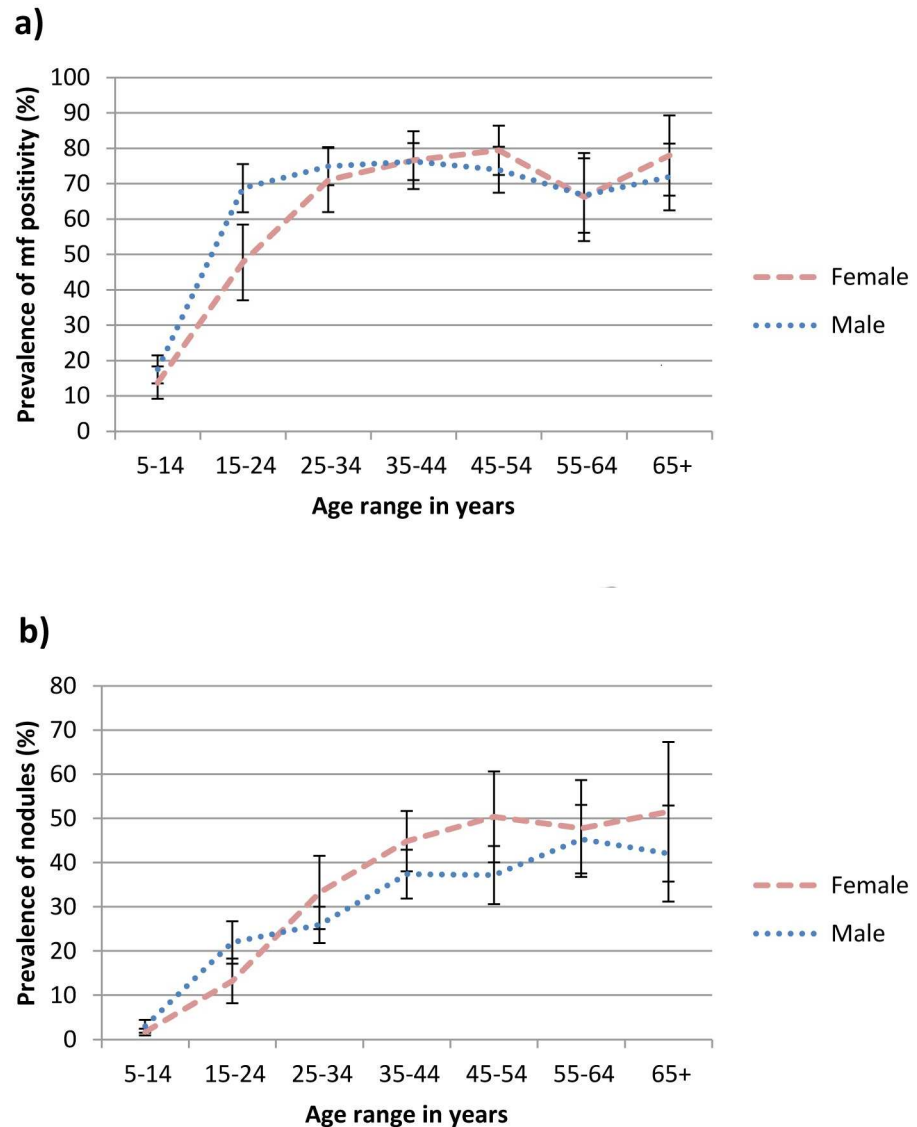 a)
Prevalence of mf positivity (%)
100
90
80
70
60
50
40
30
20
10
0
5-14 15-24 25-34 35-44 45-54 55-64 65+
Age range in years
Female
Male
b)
Prevalence of nodules (%)
80
70
60
50
40
30
20
10
0
5-14 15-24 25-34 35-44 45-54 55-64 65+
Age range in years
Female
Male